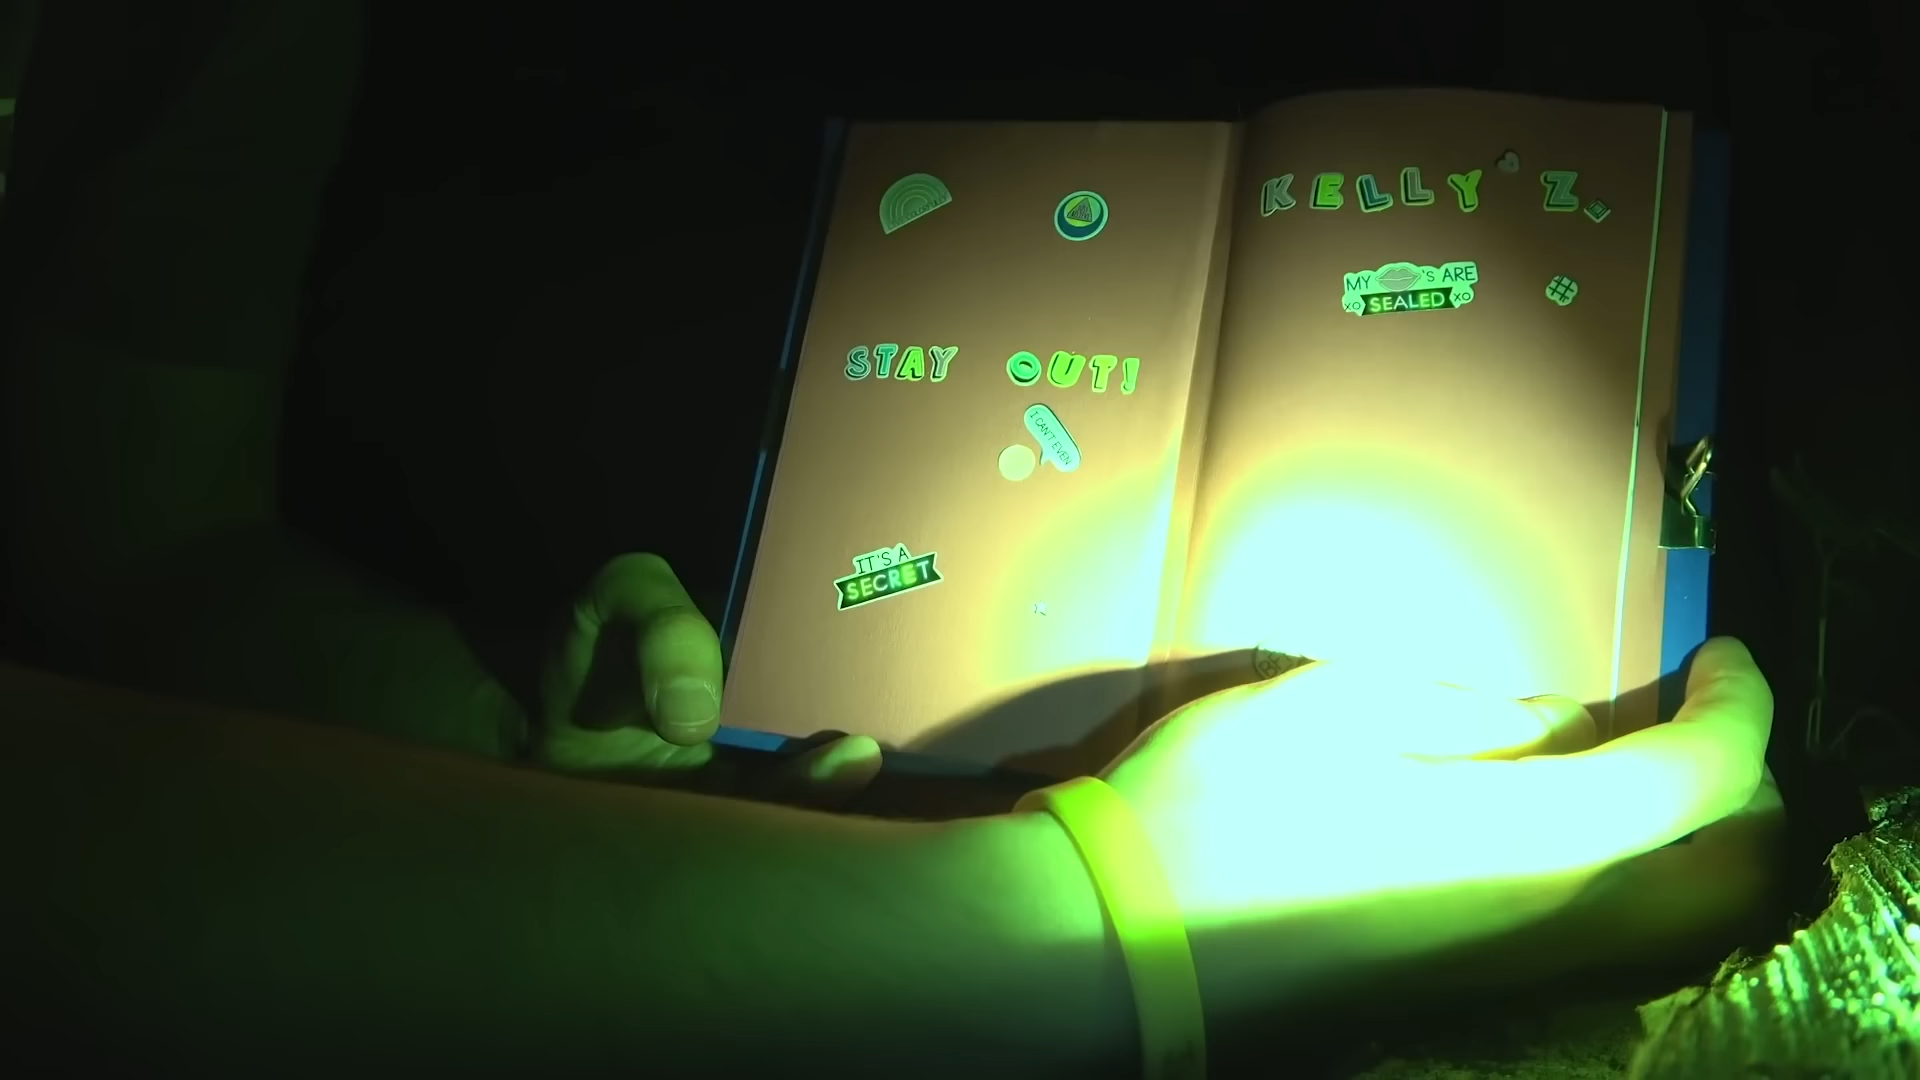 STAY OUT!
I CAN'T EVEN
IT'S A
SECRET
KELLY Z
MY 'S ARE
XO SEALED XO